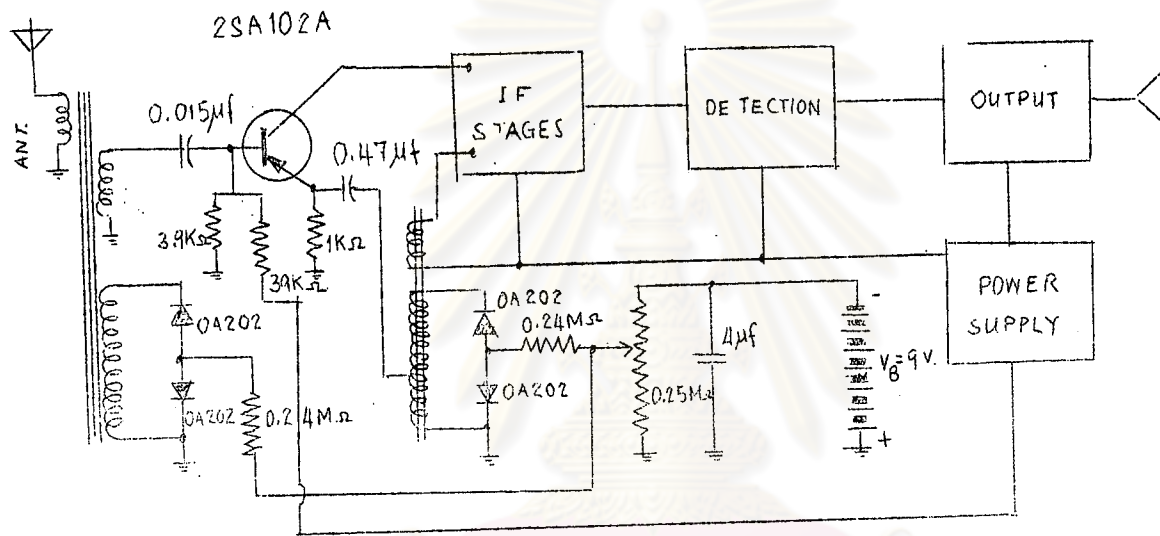 2SA102A
ANT.
0.015µf
0.47µf
IF
STAGES
DETECTION
OUTPUT
3.9KΩ
39KΩ
1KΩ
POWER
SUPPLY
OA202
OA202
0.24MΩ
OA202
0.24MΩ
OA202
0.25MΩ
4µf
-
VB=9V.
+